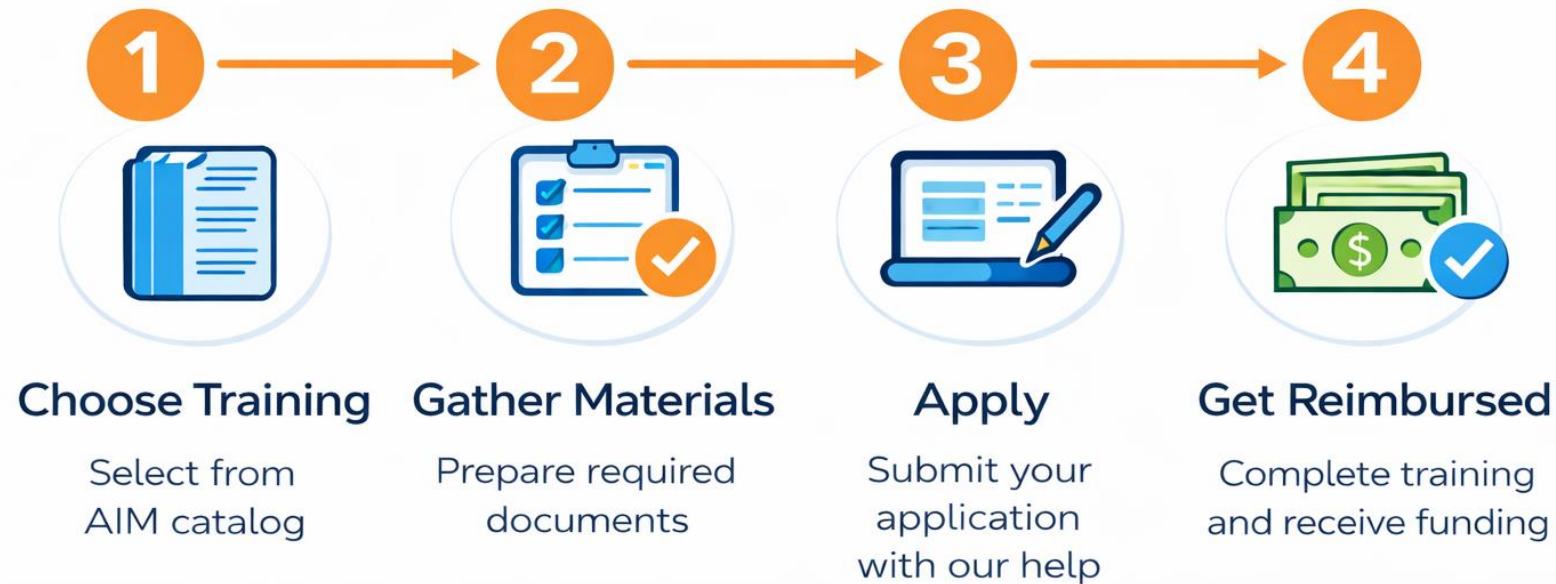 1
2
3
4
$
Choose Training
Select from
AIM catalog
Gather Materials
Prepare required
documents
Apply
Submit your
application
with our help
Get Reimbursed
Complete training
and receive funding